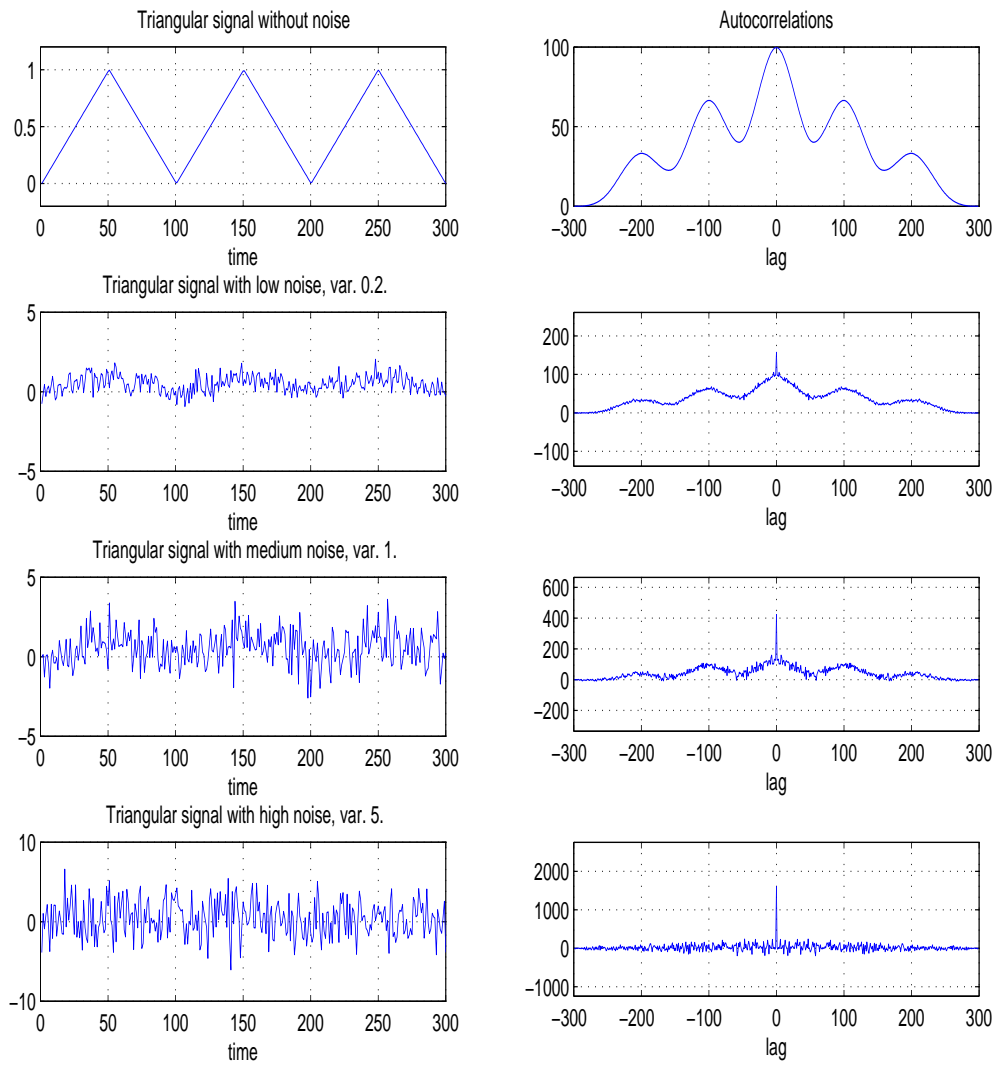 Triangular signal without noise
1
0.5
0
0 50 100 150 200 250 300
time
Autocorrelations
100
50
0
−300 −200 −100 0 100 200 300
lag
Triangular signal with low noise, var. 0.2.
5
0
−5
0 50 100 150 200 250 300
time
200
100
0
−100
−300 −200 −100 0 100 200 300
lag
Triangular signal with medium noise, var. 1.
5
0
−5
0 50 100 150 200 250 300
time
600
400
200
0
−200
−300 −200 −100 0 100 200 300
lag
Triangular signal with high noise, var. 5.
10
0
−10
0 50 100 150 200 250 300
time
2000
1000
0
−1000
−300 −200 −100 0 100 200 300
lag